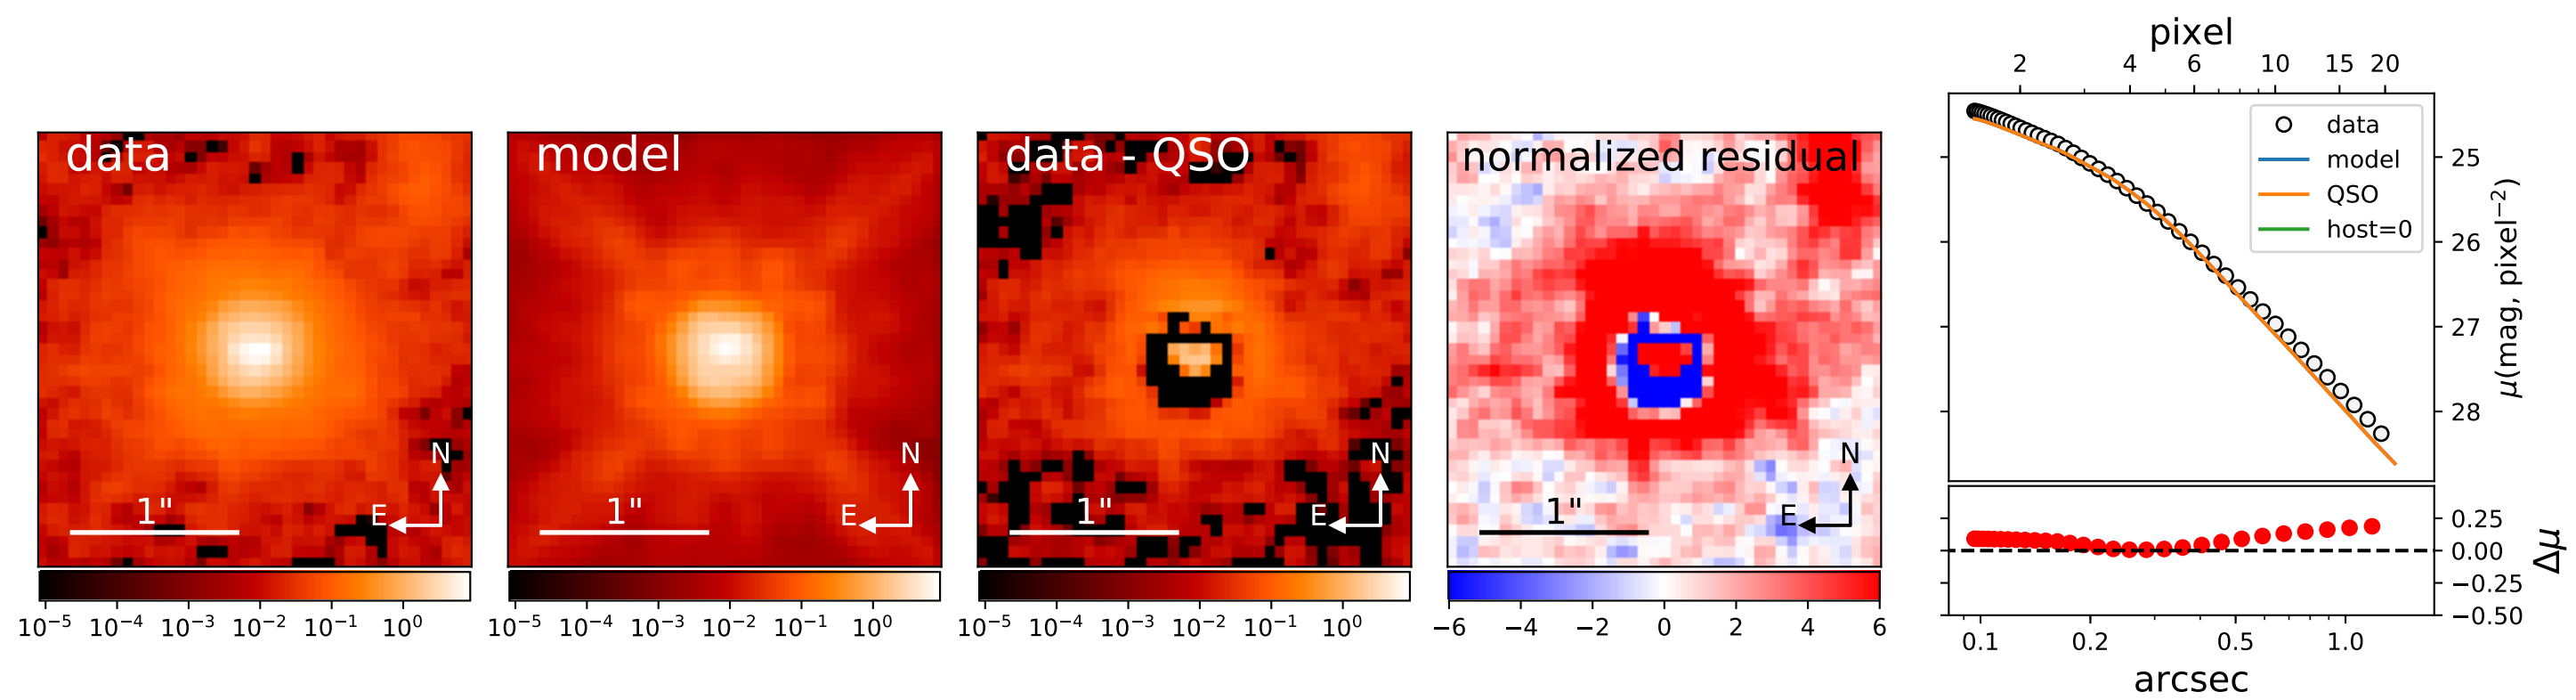 data
1"
N
E
10⁻⁵ 10⁻⁴ 10⁻³ 10⁻² 10⁻¹ 10⁰
model
1"
N
E
10⁻⁵ 10⁻⁴ 10⁻³ 10⁻² 10⁻¹ 10⁰
data - QSO
1"
N
E
10⁻⁵ 10⁻⁴ 10⁻³ 10⁻² 10⁻¹ 10⁰
normalized residual
1"
N
E
−6 −4 −2 0 2 4 6
pixel
2 4 6 10 15 20
data
model
QSO
host=0
25
26
27
28
μ(mag, pixel⁻²)
0.25
0.00
−0.25
−0.50
Δμ
0.1 0.2 0.5 1.0
arcsec